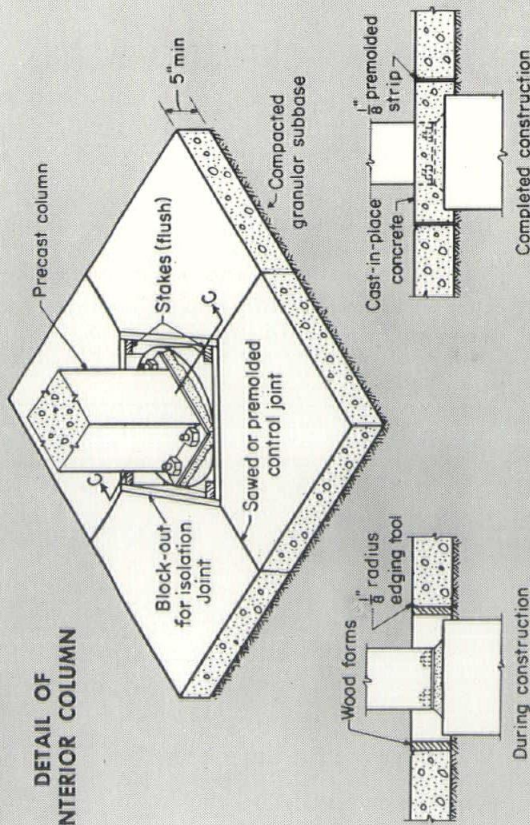 DETAIL OF
INTERIOR COLUMN
Precast column
5" min
Stakes (flush)
C
C
Block-out
for isolation
Joint
Sawed or premolded
control joint
Compacted
granular subbase
Wood forms
1/8" radius
edging tool
During construction
Cast-in-place
concrete
1/8" premolded
strip
Completed construction